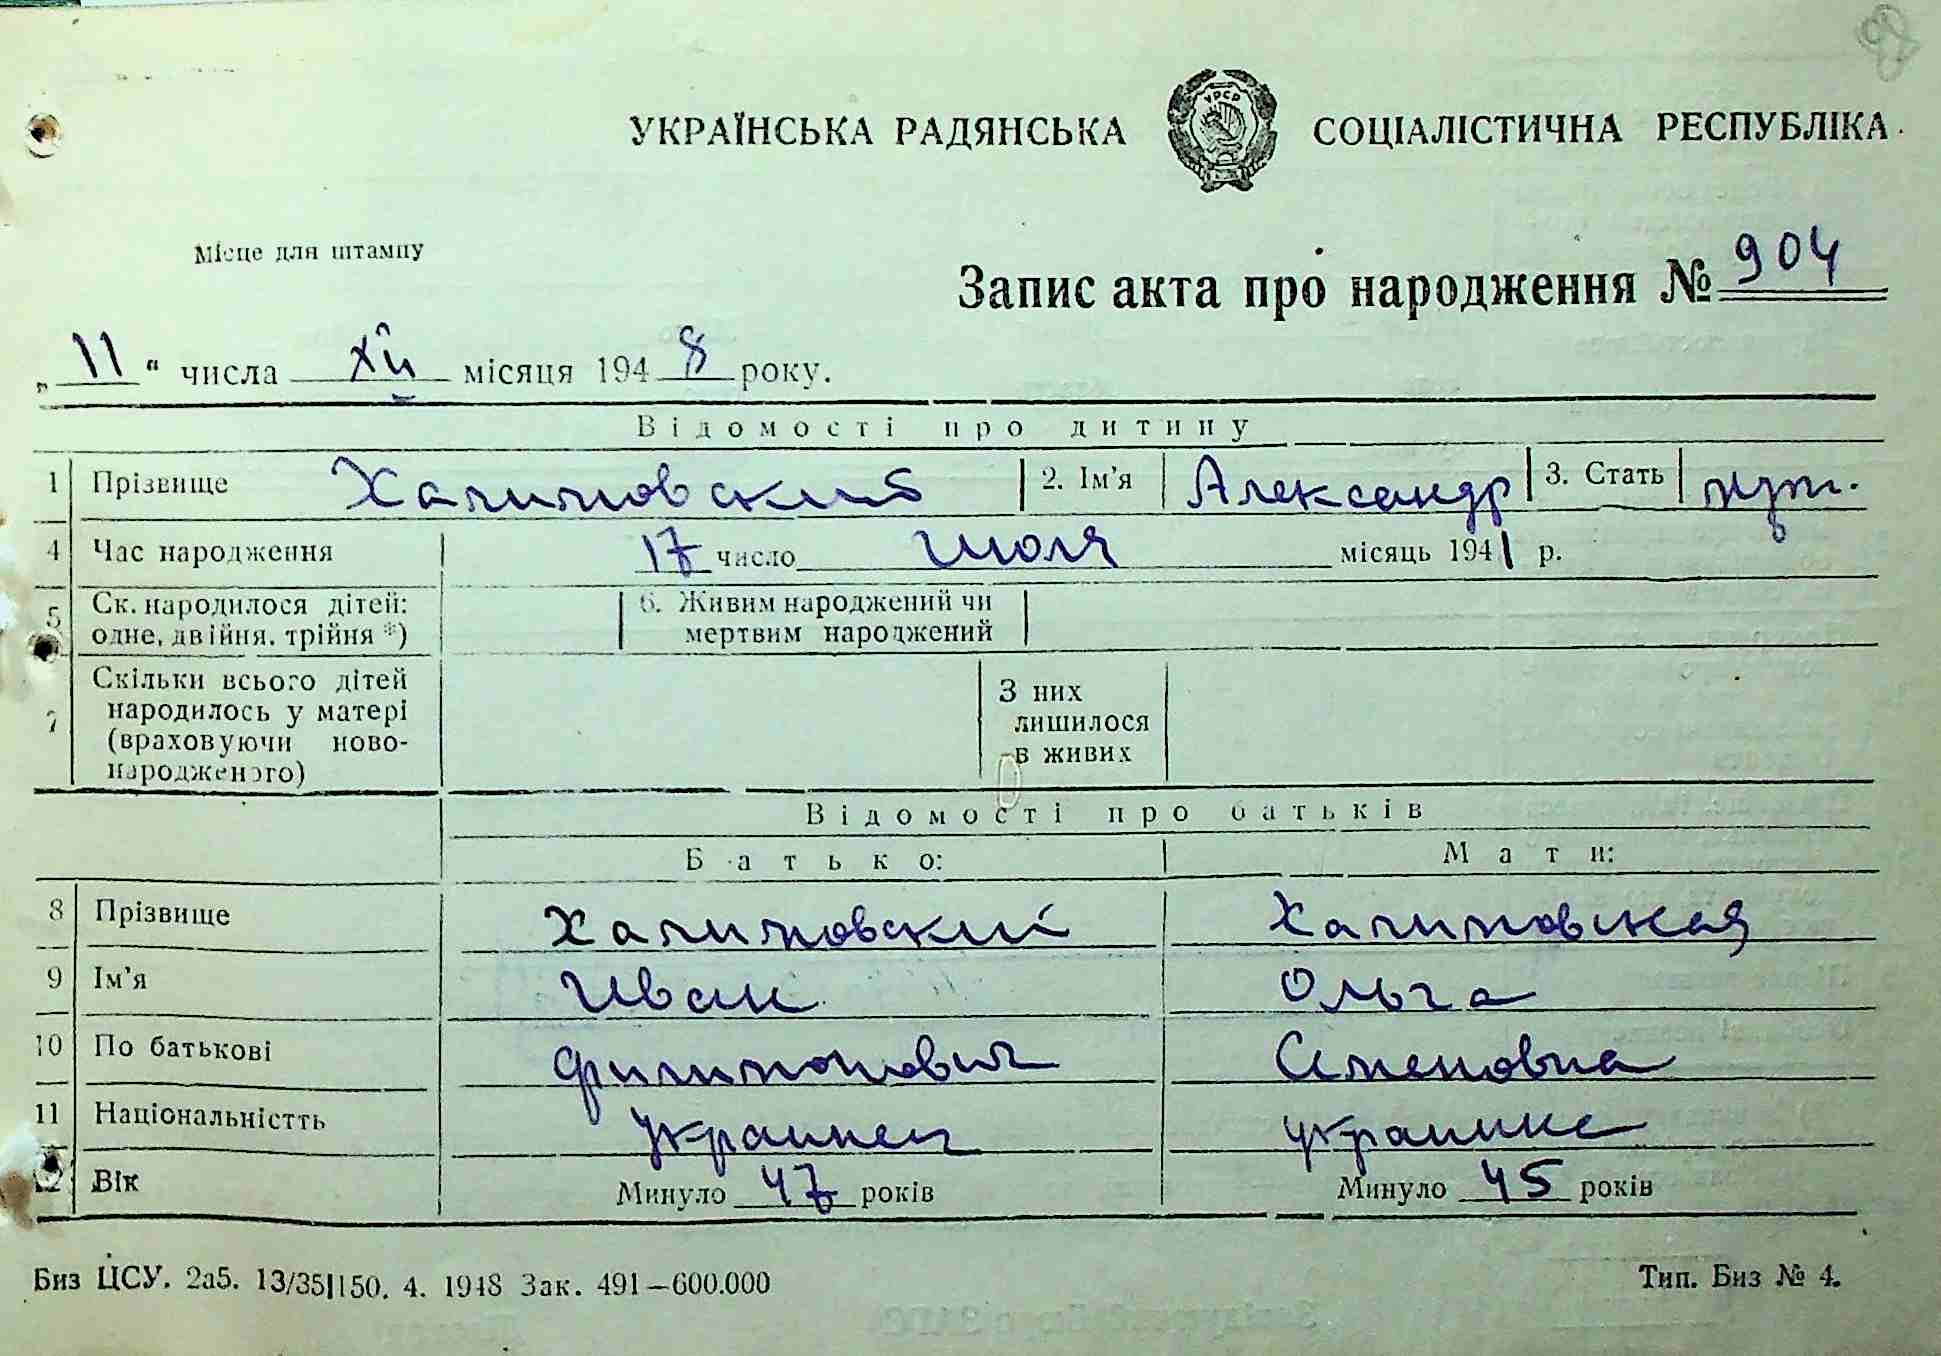 УКРАЇНСЬКА РАДЯНСЬКА СОЦІАЛІСТИЧНА РЕСПУБЛІКА
УРСР
Місце для штампу
Запис акта про народження № 904
„11“ числа XII місяця 1948 року.
Відомості про дитину
1 Прізвище Халимовский 2. Ім'я Александр 3. Стать муж.
4 Час народження 17 число июля місяць 1941 р.
5 Ск. народилося дітей: 6. Живим народжений чи
одне, двійня, трійня *) мертвим народжений
7 Скільки всього дітей З них
народилось у матері лишилося
(враховуючи ново- в живих
народженого)
Відомості про батьків
Батько: Мати:
8 Прізвище Халимовский Халимовская
9 Ім'я Иван Ольга
10 По батькові Филимонович Семеновна
11 Національністть украинец украинка
12 Вік Минуло 47 років Минуло 45 років
Биз ЦСУ. 2а5. 13/35|150. 4. 1948 Зак. 491—600.000 Тип. Биз № 4.